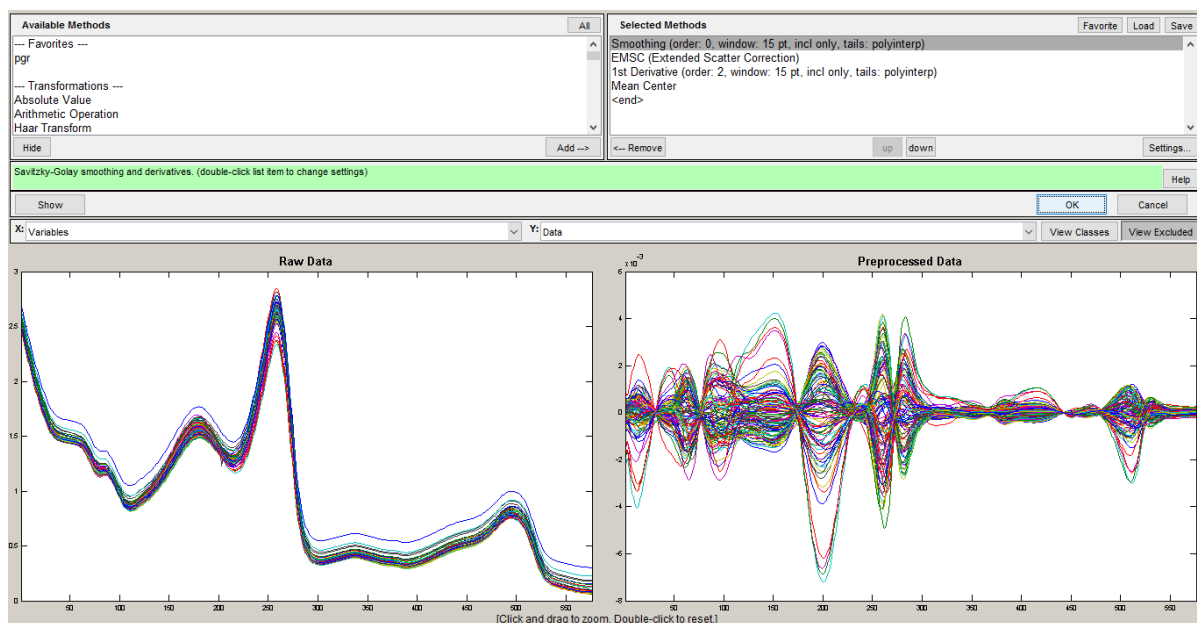 Available Methods
All
--- Favorites ---
pgr
--- Transformations ---
Absolute Value
Arithmetic Operation
Haar Transform
Hide
Add -->
Selected Methods
Favorite Load Save
Smoothing (order: 0, window: 15 pt, incl only, tails: polyinterp)
EMSC (Extended Scatter Correction)
1st Derivative (order: 2, window: 15 pt, incl only, tails: polyinterp)
Mean Center
<end>
<-- Remove
up down
Settings...
Savitzky-Golay smoothing and derivatives. (double-click list item to change settings)
Help
Show
OK Cancel
X: Variables
Y: Data
View Classes View Excluded
Raw Data
3
2.5
2
1.5
1
0.5
0
50 100 150 200 250 300 350 400 450 500 550
Preprocessed Data
x 10^-3
6
4
2
0
-2
-4
-6
-8
50 100 150 200 250 300 350 400 450 500 550
[Click and drag to zoom. Double-click to reset.]